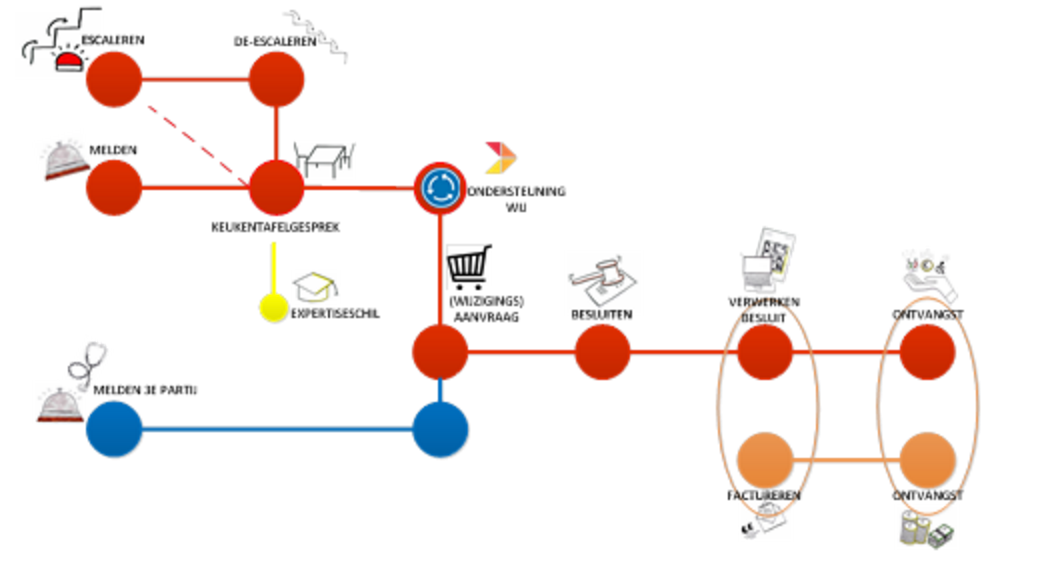 ESCALEREN
DE-ESCALEREN
MELDEN
KEUKENTAFELGESPREK
ONDERSTEUNING
WIJ
EXPERTISESCHIL
(WIJZIGINGS)
AANVRAAG
BESLUITEN
VERWERKEN
BESLUIT
ONTVANGST
MELDEN 3E PARTIJ
FACTUREREN
ONTVANGST